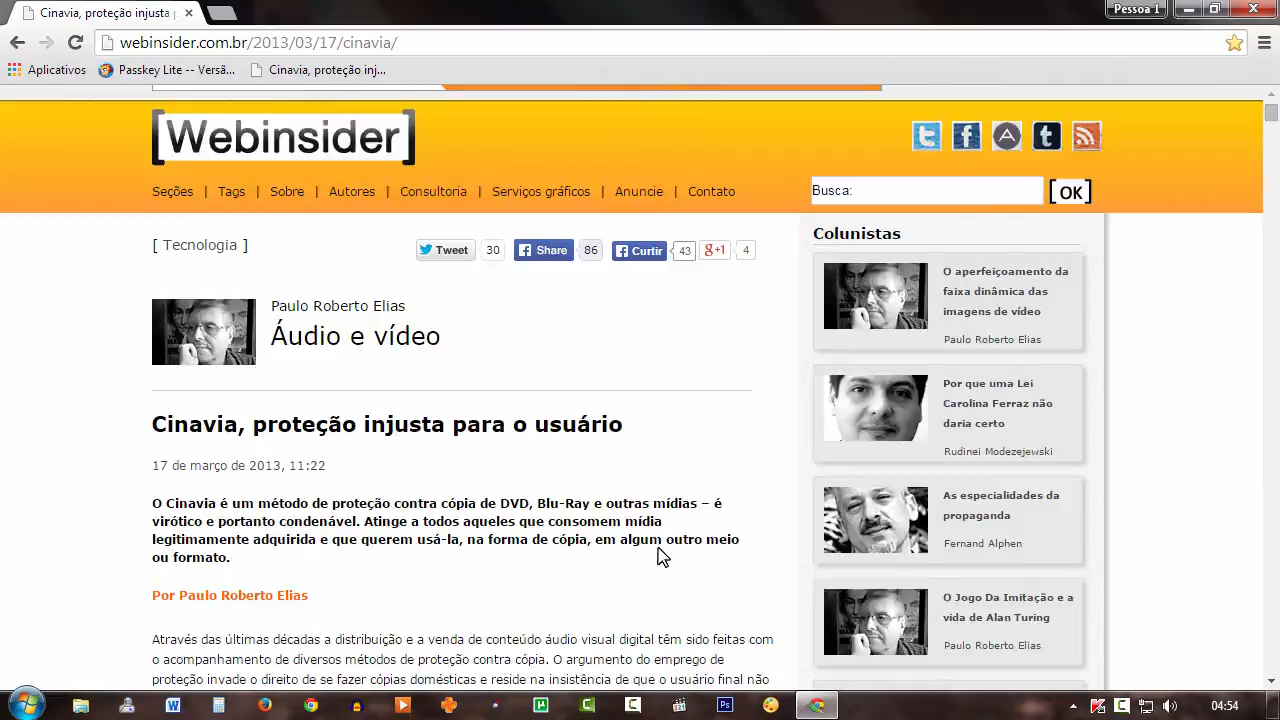 Cinavia, proteção injusta p
Pessoa 1
webinsider.com.br/2013/03/17/cinavia/
Aplicativos
Passkey Lite -- Versã...
Cinavia, proteção inj...
[Webinsider]
Seções | Tags | Sobre | Autores | Consultoria | Serviços gráficos | Anuncie | Contato
Busca:
[OK]
[ Tecnologia ]
Tweet 30
Share 86
Curtir 43
g+1 4
Paulo Roberto Elias
Áudio e vídeo
Cinavia, proteção injusta para o usuário
17 de março de 2013, 11:22
O Cinavia é um método de proteção contra cópia de DVD, Blu-Ray e outras mídias – é
virótico e portanto condenável. Atinge a todos aqueles que consomem mídia
legitimamente adquirida e que querem usá-la, na forma de cópia, em algum outro meio
ou formato.
Por Paulo Roberto Elias
Através das últimas décadas a distribuição e a venda de conteúdo áudio visual digital têm sido feitas com
o acompanhamento de diversos métodos de proteção contra cópia. O argumento do emprego de
proteção invade o direito de se fazer cópias domésticas e reside na insistência de que o usuário final não
Colunistas
O aperfeiçoamento da
faixa dinâmica das
imagens de vídeo
Paulo Roberto Elias
Por que uma Lei
Carolina Ferraz não
daria certo
Rudinei Modezejewski
As especialidades da
propaganda
Fernand Alphen
O Jogo Da Imitação e a
vida de Alan Turing
Paulo Roberto Elias
04:54